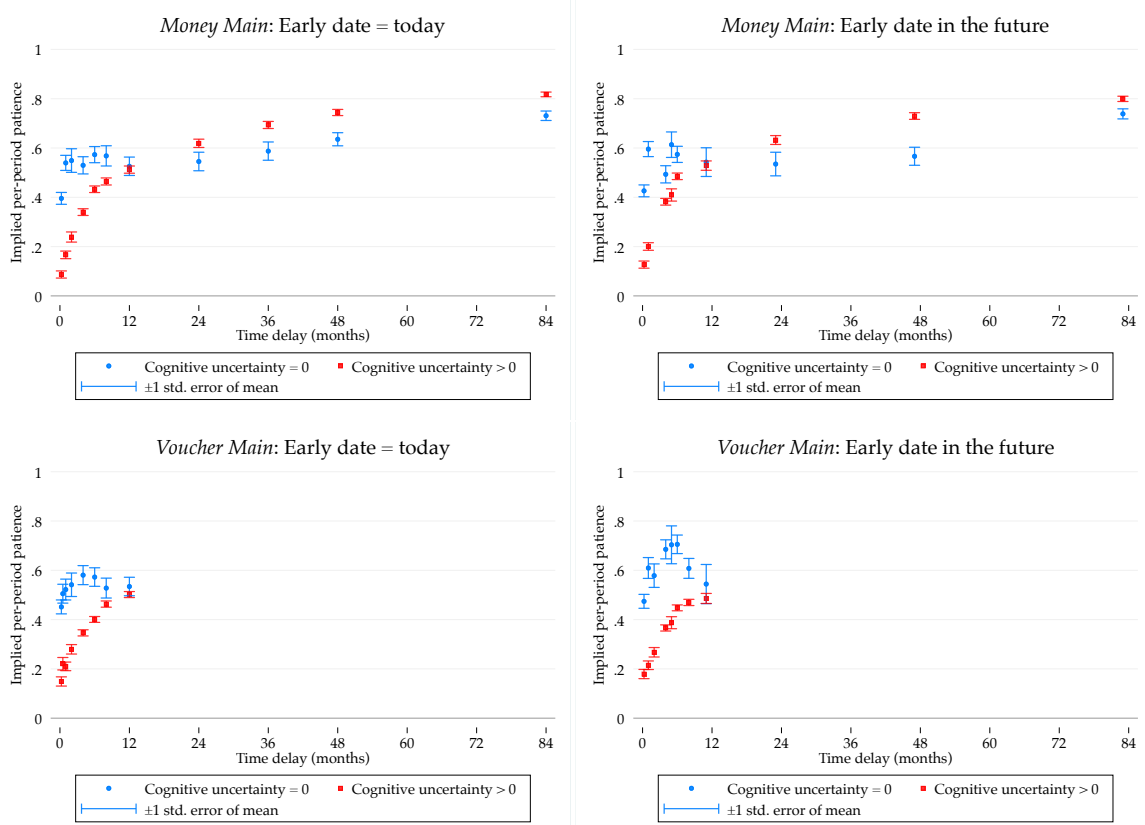 Money Main: Early date = today
Implied per-period patience
1
.8
.6
.4
.2
0
0 12 24 36 48 60 72 84
Time delay (months)
Cognitive uncertainty = 0 Cognitive uncertainty > 0
±1 std. error of mean
Money Main: Early date in the future
Implied per-period patience
1
.8
.6
.4
.2
0
0 12 24 36 48 60 72 84
Time delay (months)
Cognitive uncertainty = 0 Cognitive uncertainty > 0
±1 std. error of mean
Voucher Main: Early date = today
Implied per-period patience
1
.8
.6
.4
.2
0
0 12 24 36 48 60 72 84
Time delay (months)
Cognitive uncertainty = 0 Cognitive uncertainty > 0
±1 std. error of mean
Voucher Main: Early date in the future
Implied per-period patience
1
.8
.6
.4
.2
0
0 12 24 36 48 60 72 84
Time delay (months)
Cognitive uncertainty = 0 Cognitive uncertainty > 0
±1 std. error of mean